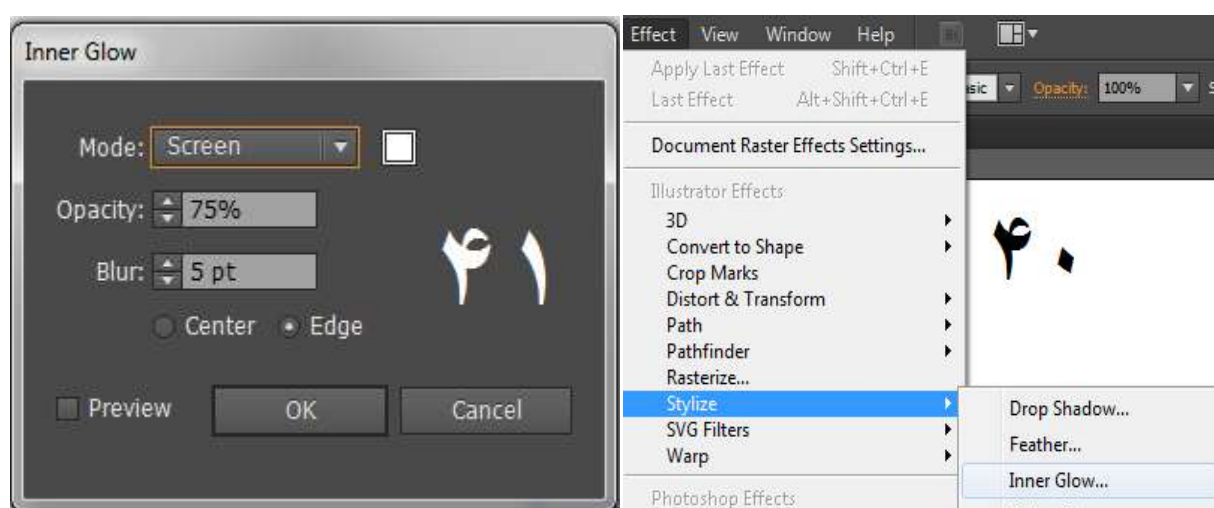 Inner Glow
Mode: Screen
Opacity: 75%
Blur: 5 pt
Center Edge
Preview OK Cancel
۴۱
Effect View Window Help
Apply Last Effect Shift+Ctrl+E
Last Effect Alt+Shift+Ctrl+E
Opacity: 100%
Document Raster Effects Settings...
Illustrator Effects
3D
Convert to Shape
Crop Marks
Distort & Transform
Path
Pathfinder
Rasterize...
Stylize
SVG Filters
Warp
Photoshop Effects
۴۰
Drop Shadow...
Feather...
Inner Glow...